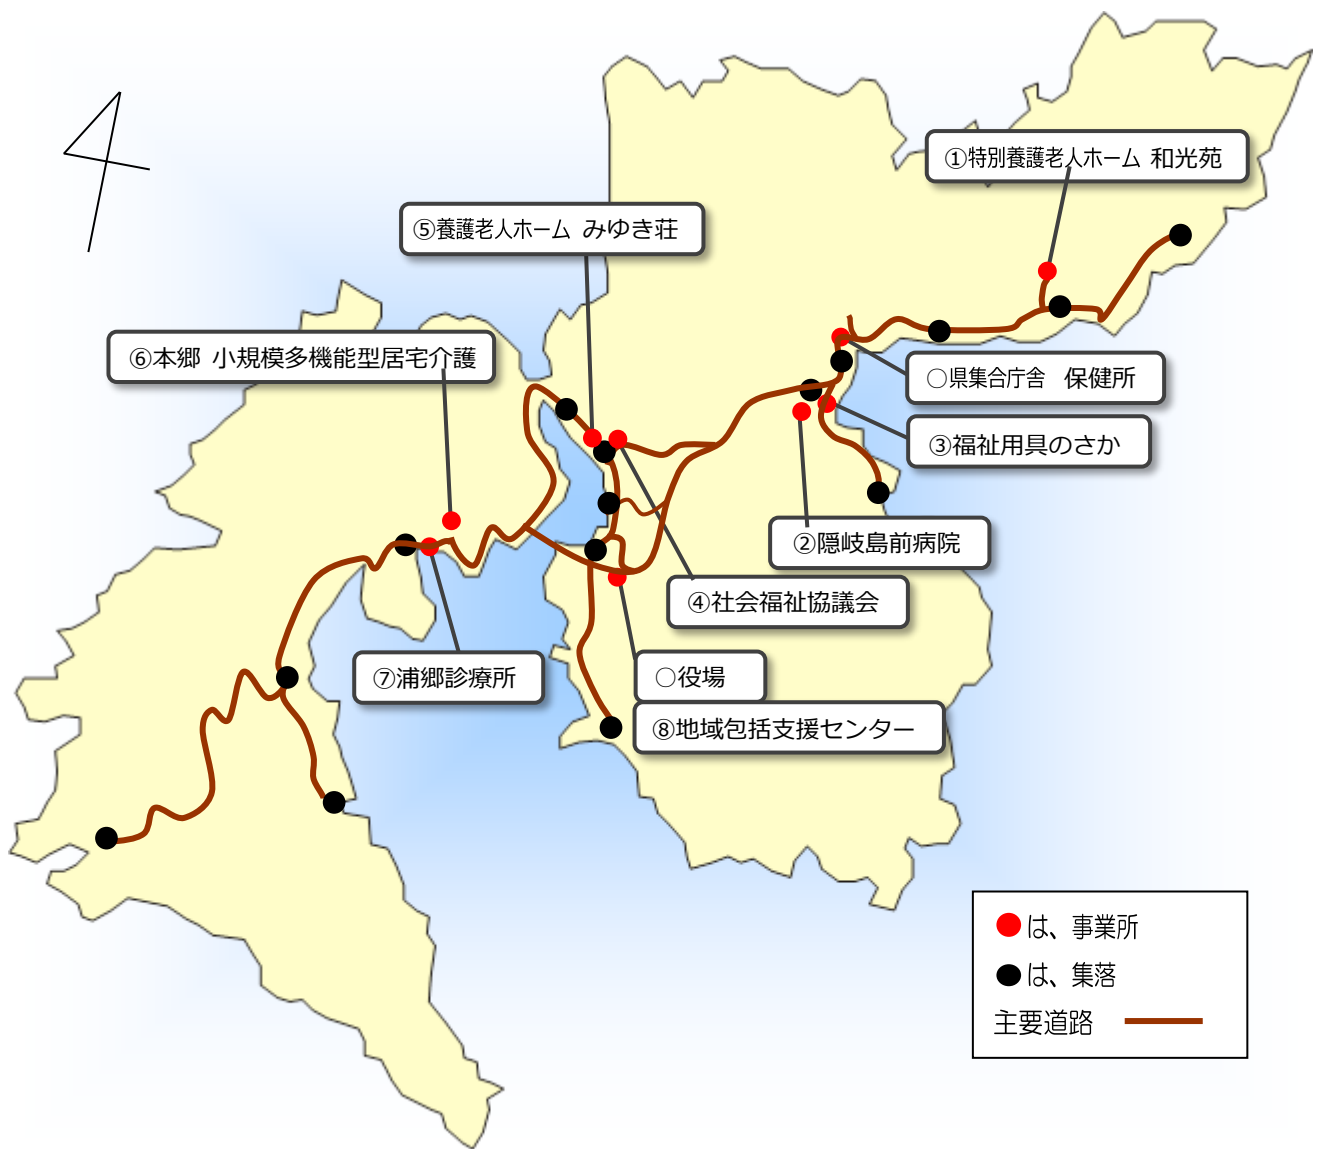 ①特別養護老人ホーム 和光苑
⑤養護老人ホーム みゆき荘
⑥本郷 小規模多機能型居宅介護
○県集合庁舎 保健所
③福祉用具のさか
②隠岐島前病院
④社会福祉協議会
⑦浦郷診療所
○役場
⑧地域包括支援センター
は、事業所
は、集落
主要道路